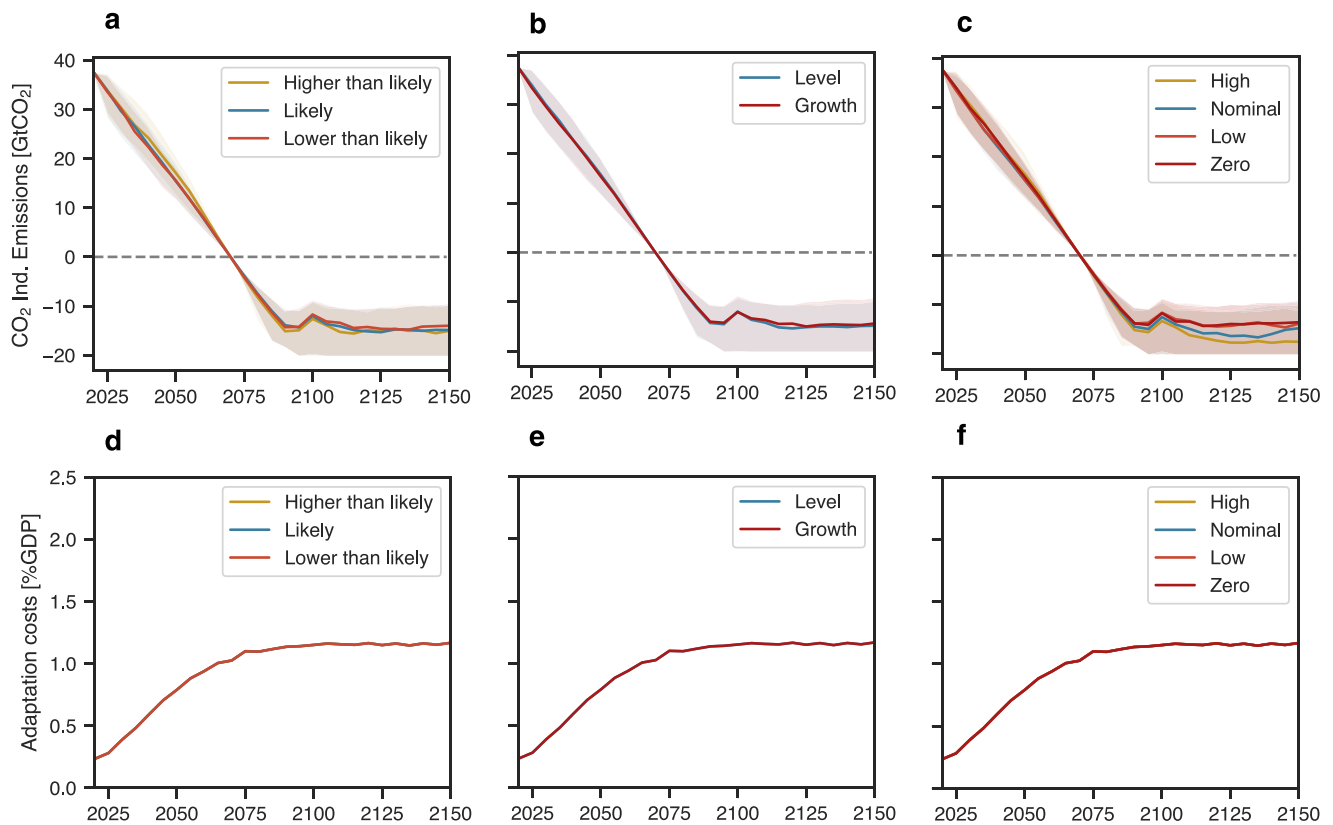 a
b
c
CO₂ Ind. Emissions [GtCO₂]
40
30
20
10
0
−10
−20
Higher than likely
Likely
Lower than likely
2025 2050 2075 2100 2125 2150
Level
Growth
2025 2050 2075 2100 2125 2150
High
Nominal
Low
Zero
2025 2050 2075 2100 2125 2150
d
e
f
Adaptation costs [%GDP]
2.5
2.0
1.5
1.0
0.5
0.0
Higher than likely
Likely
Lower than likely
2025 2050 2075 2100 2125 2150
Level
Growth
2025 2050 2075 2100 2125 2150
High
Nominal
Low
Zero
2025 2050 2075 2100 2125 2150